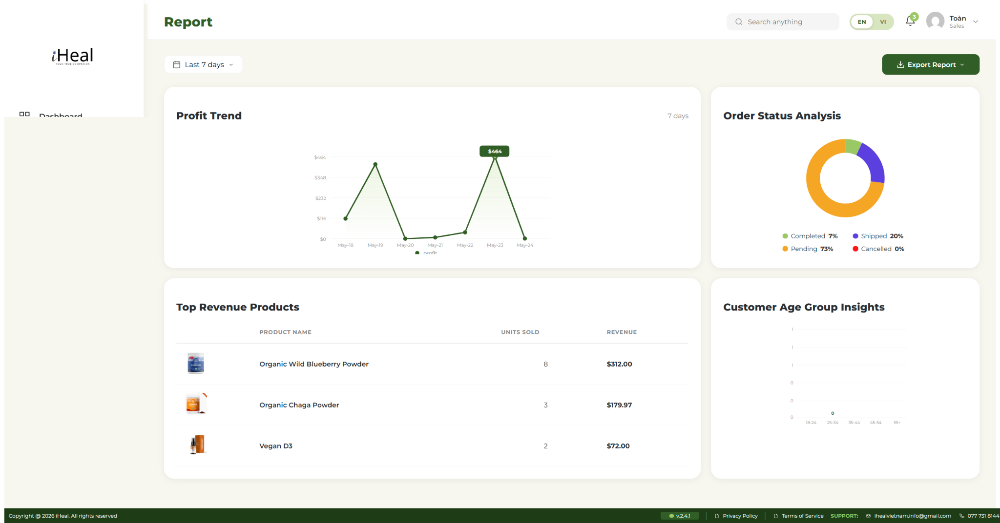 Report
Search anything
EN VI
3
Toàn
Sales
iHeal
YOUR TRUE COMPANION
Dashboard
Last 7 days
Export Report
Profit Trend
7 days
$464
$464
$348
$232
$116
$0
May-18 May-19 May-20 May-21 May-22 May-23 May-24
profit
Order Status Analysis
Completed 7% Shipped 20%
Pending 73% Cancelled 0%
Top Revenue Products
PRODUCT NAME UNITS SOLD REVENUE
Organic Wild Blueberry Powder 8 $312.00
Organic Chaga Powder 3 $179.97
Vegan D3 2 $72.00
Customer Age Group Insights
1
1
1
0
0
0
0
18-24 25-34 35-44 45-54 55+
Copyright @ 2026 iHeal. All rights reserved
v.2.4.1 Privacy Policy Terms of Service SUPPORT: ihealvietnam.info@gmail.com 077 731 8144